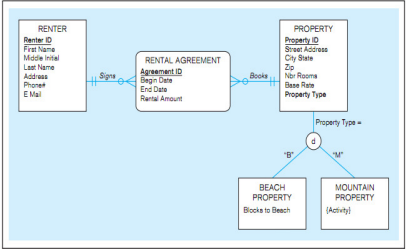 RENTER
Renter ID
First Name
Middle Initial
Last Name
Address
Phone#
E Mail
Signs
RENTAL AGREEMENT
Agreement ID
Begin Date
End Date
Rental Amount
Books
PROPERTY
Property ID
Street Address
City State
Zip
Nbr Rooms
Base Rate
Property Type
Property Type =
d
"B"
"M"
BEACH
PROPERTY
Blocks to Beach
MOUNTAIN
PROPERTY
{Activity}